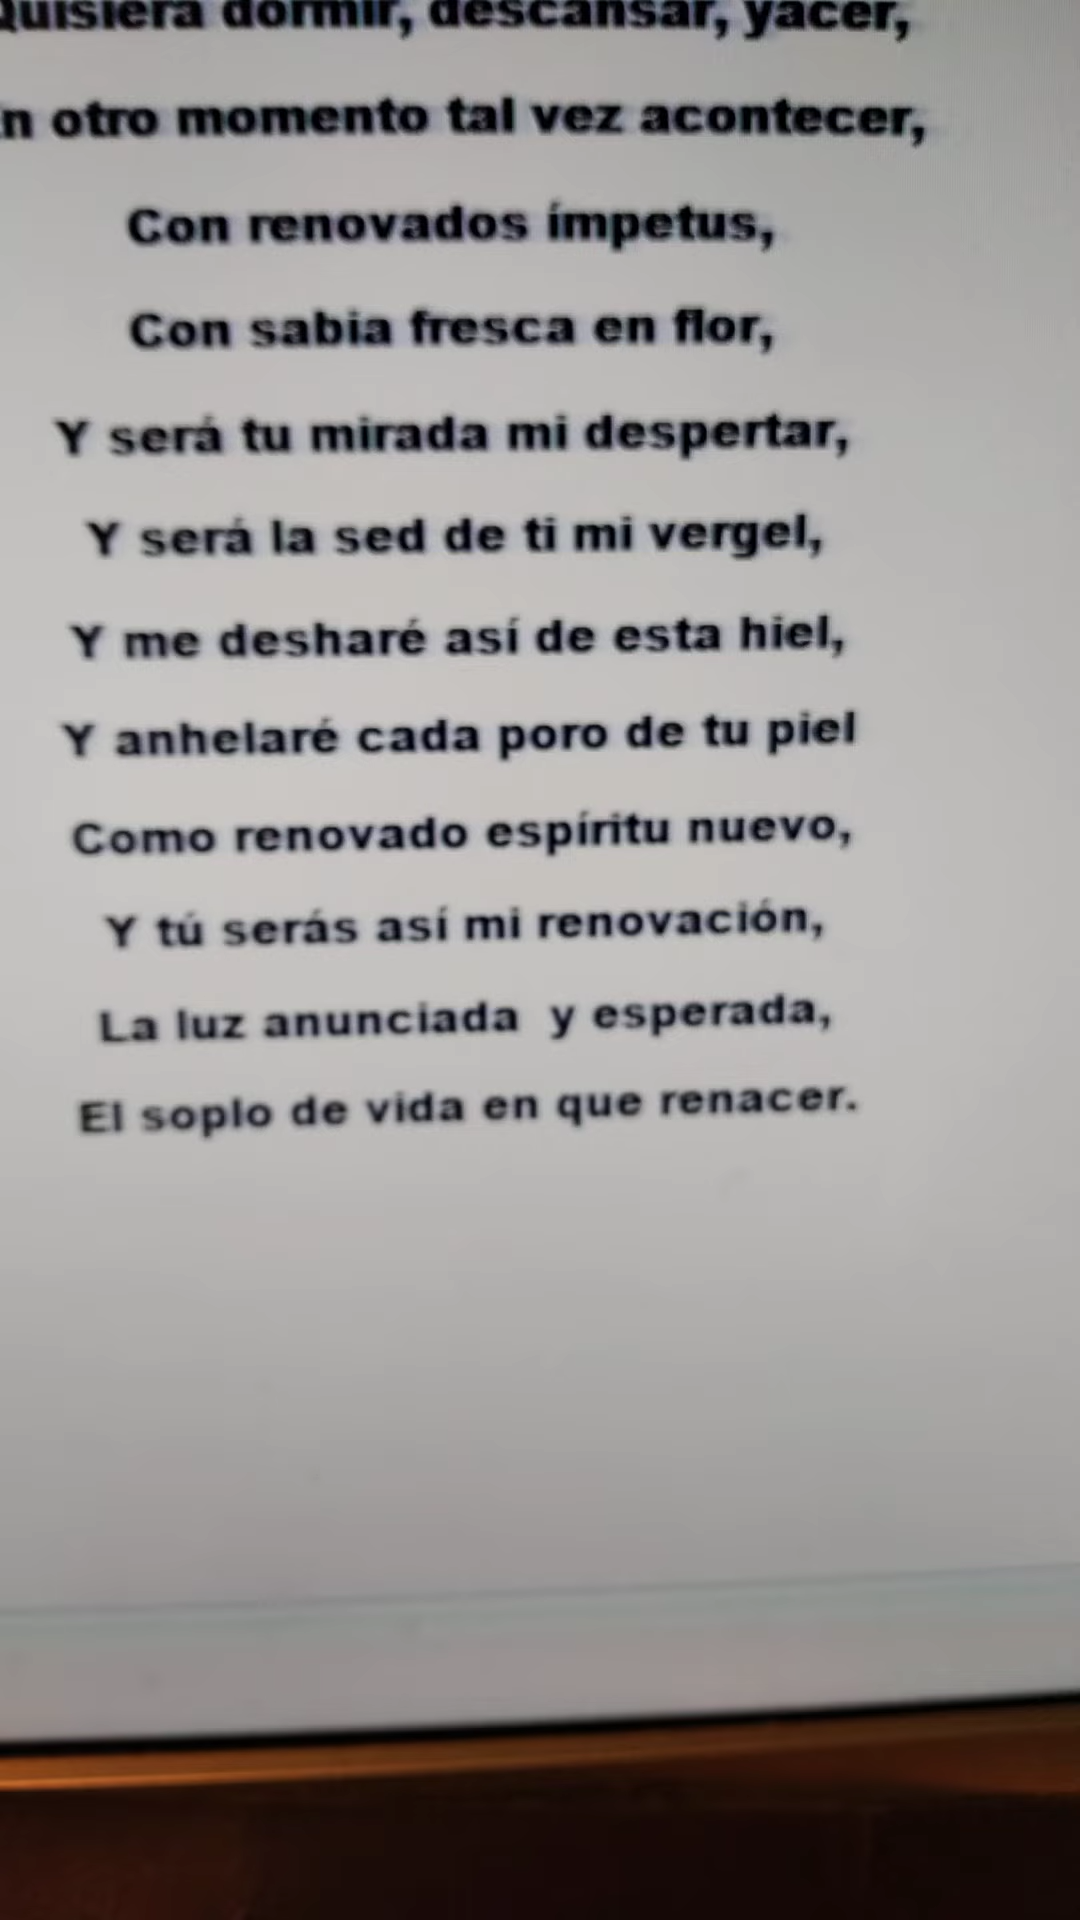 Quisiera dormir, descansar, yacer,
En otro momento tal vez acontecer,
Con renovados ímpetus,
Con sabia fresca en flor,
Y será tu mirada mi despertar,
Y será la sed de ti mi vergel,
Y me desharé así de esta hiel,
Y anhelaré cada poro de tu piel
Como renovado espíritu nuevo,
Y tú serás así mi renovación,
La luz anunciada y esperada,
El soplo de vida en que renacer.